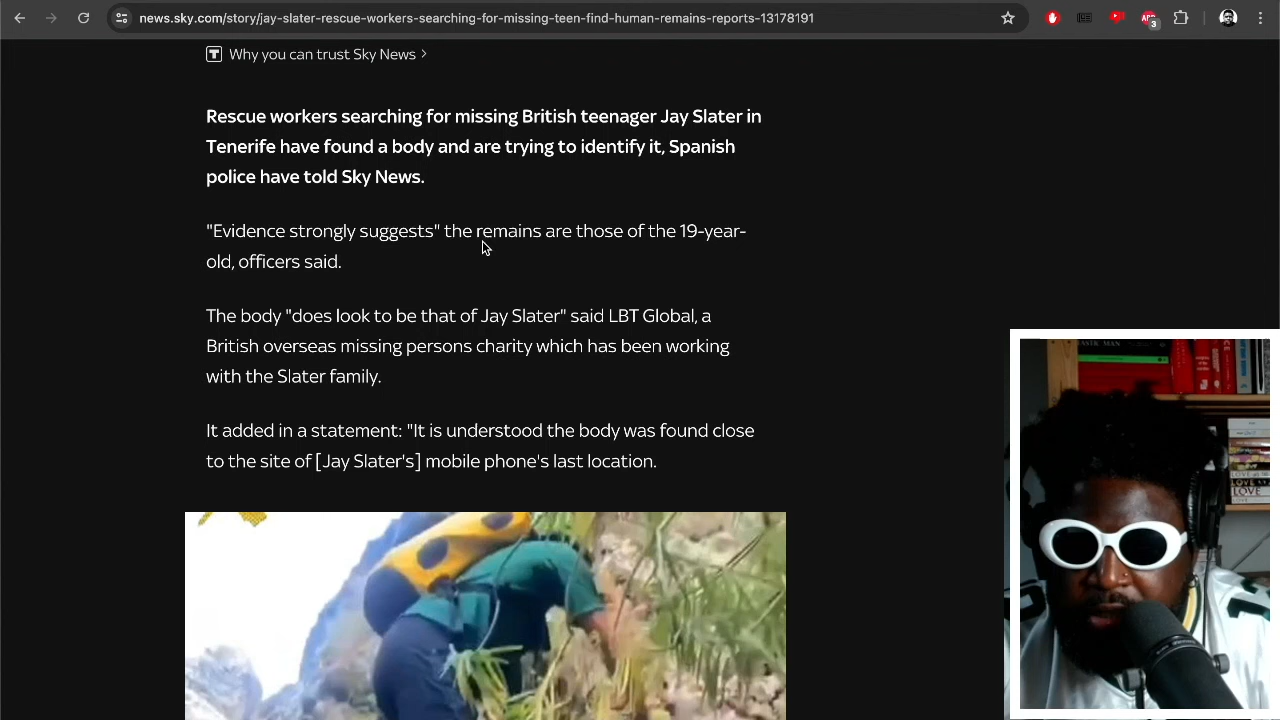 news.sky.com/story/jay-slater-rescue-workers-searching-for-missing-teen-find-human-remains-reports-13178191
3
Why you can trust Sky News
Rescue workers searching for missing British teenager Jay Slater in
Tenerife have found a body and are trying to identify it, Spanish
police have told Sky News.
"Evidence strongly suggests" the remains are those of the 19-year-
old, officers said.
The body "does look to be that of Jay Slater" said LBT Global, a
British overseas missing persons charity which has been working
with the Slater family.
It added in a statement: "It is understood the body was found close
to the site of [Jay Slater's] mobile phone's last location.
LOVE
LOVE